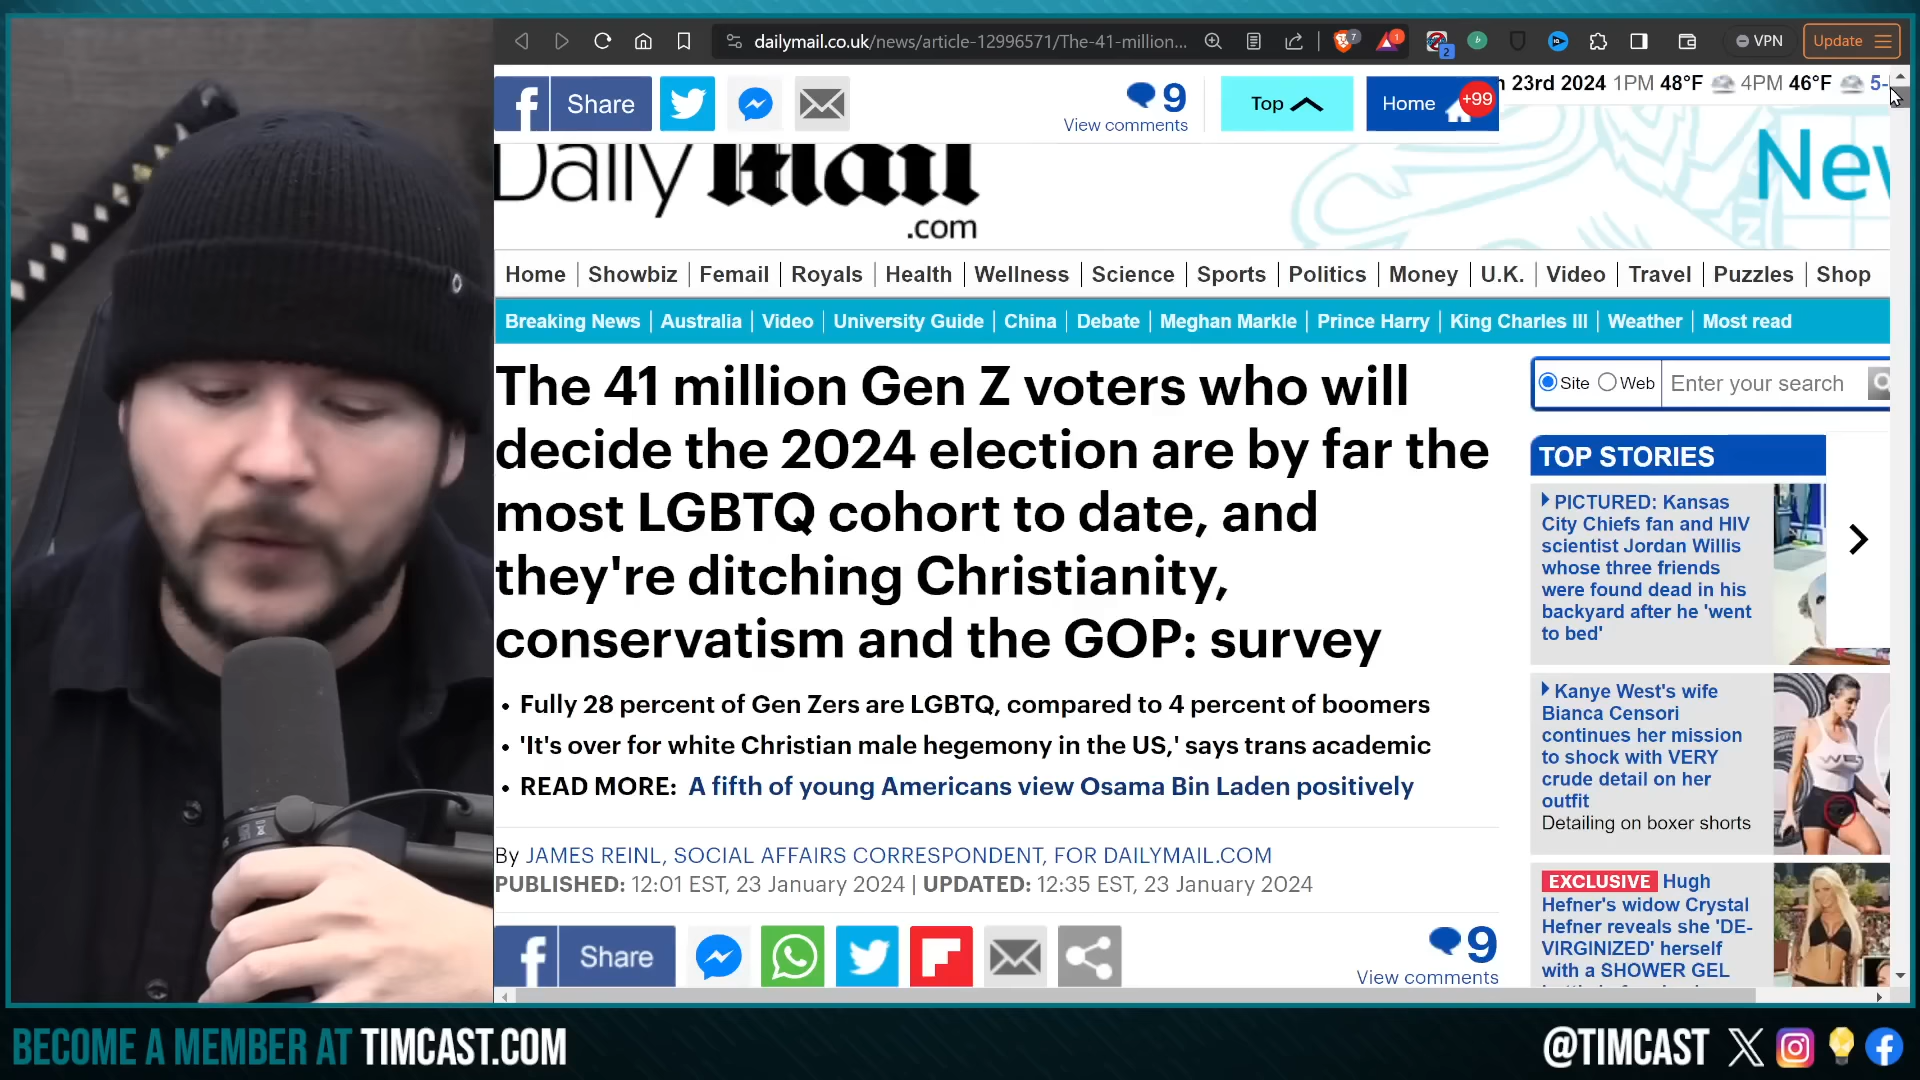 dailymail.co.uk/news/article-12996571/The-41-million...
7
1
2
VPN
Update
Share
9
View comments
Top
Home
+99
23rd 2024 1PM 48°F 4PM 46°F 5-
Daily Mail
.com
Home Showbiz Femail Royals Health Wellness Science Sports Politics Money U.K. Video Travel Puzzles Shop
Breaking News Australia Video University Guide China Debate Meghan Markle Prince Harry King Charles III Weather Most read
The 41 million Gen Z voters who will
decide the 2024 election are by far the
most LGBTQ cohort to date, and
they're ditching Christianity,
conservatism and the GOP: survey
• Fully 28 percent of Gen Zers are LGBTQ, compared to 4 percent of boomers
• 'It's over for white Christian male hegemony in the US,' says trans academic
• READ MORE: A fifth of young Americans view Osama Bin Laden positively
By JAMES REINL, SOCIAL AFFAIRS CORRESPONDENT, FOR DAILYMAIL.COM
PUBLISHED: 12:01 EST, 23 January 2024 | UPDATED: 12:35 EST, 23 January 2024
Share
9
View comments
Site Web Enter your search
TOP STORIES
PICTURED: Kansas
City Chiefs fan and HIV
scientist Jordan Willis
whose three friends
were found dead in his
backyard after he 'went
to bed'
Kanye West's wife
Bianca Censori
continues her mission
to shock with VERY
crude detail on her
outfit
Detailing on boxer shorts
EXCLUSIVE Hugh
Hefner's widow Crystal
Hefner reveals she 'DE-
VIRGINIZED' herself
with a SHOWER GEL
BECOME A MEMBER AT TIMCAST.COM
@TIMCAST